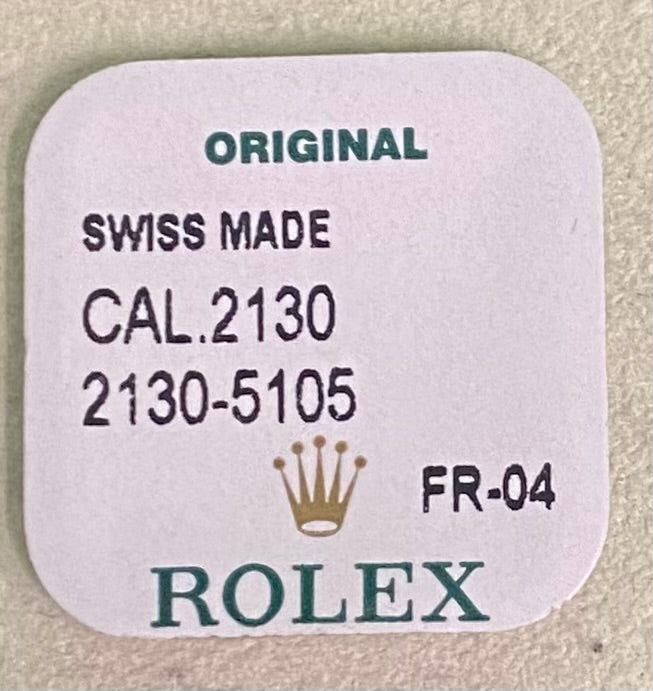 ORIGINAL
SWISS MADE
CAL.2130
2130-5105
FR-04
ROLEX